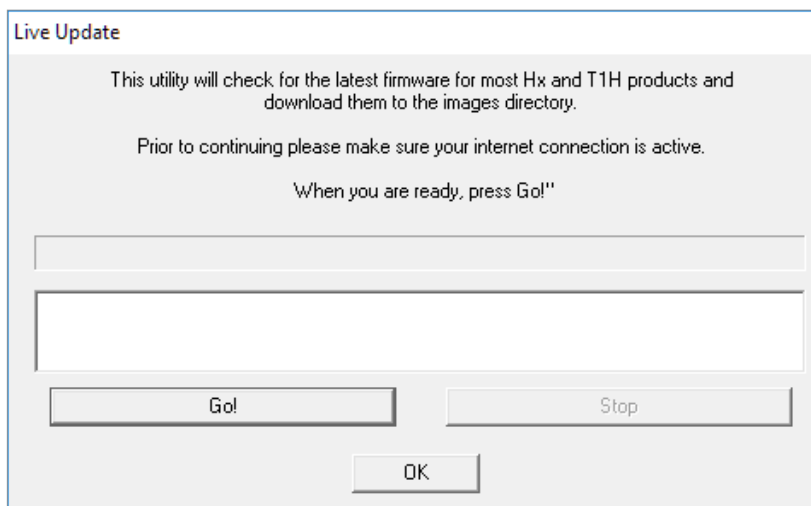 Live Update
This utility will check for the latest firmware for most Hx and T1H products and
download them to the images directory.
Prior to continuing please make sure your internet connection is active.
When you are ready, press Go!"
Go!
Stop
OK